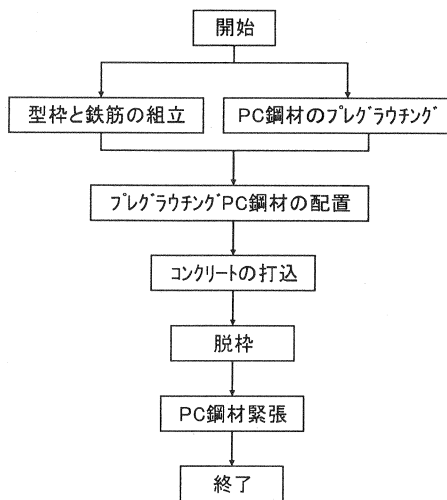 開始
型枠と鉄筋の組立
PC鋼材のﾌﾟﾚｸﾞﾗｳﾁﾝｸﾞ
ﾌﾟﾚｸﾞﾗｳﾁﾝｸﾞPC鋼材の配置
ｺﾝｸﾘｰﾄの打込
脱枠
PC鋼材緊張
終了